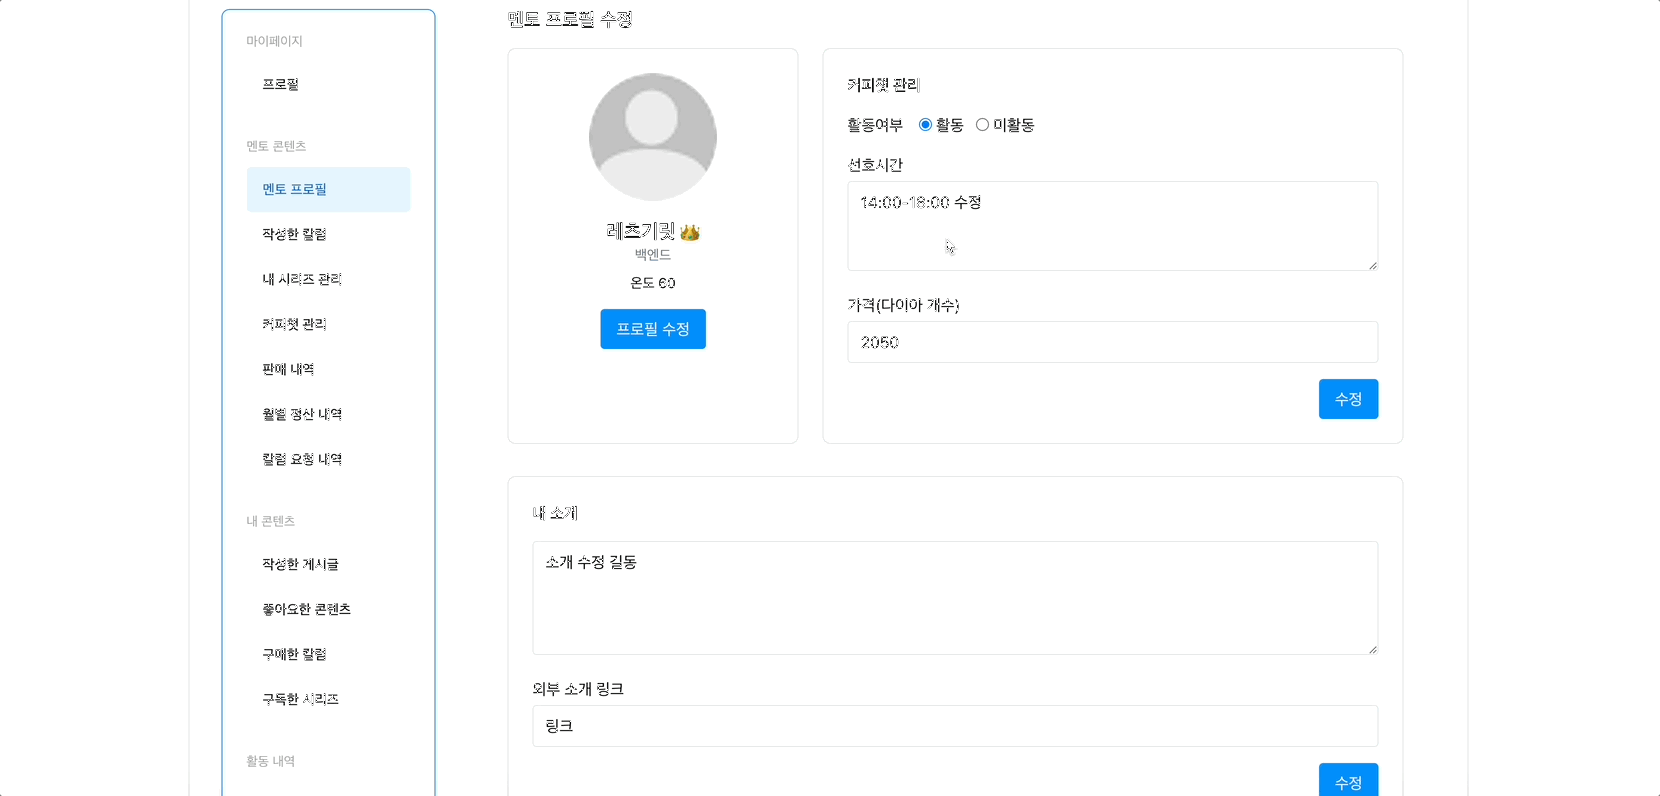 마이페이지
프로필
멘토 콘텐츠
멘토 프로필
작성한 칼럼
내 시리즈 관리
커피챗 관리
판매 내역
월별 정산 내역
칼럼 요청 내역
내 콘텐츠
작성한 게시글
좋아요한 콘텐츠
구매한 칼럼
구독한 시리즈
활동 내역
멘토 프로필 수정
레츠기릿 👑
백엔드
온도 60
프로필 수정
커피챗 관리
활동여부 활동 미활동
선호시간
14:00-18:00 수정
가격(다이아 개수)
2050
수정
내 소개
소개 수정 길동
외부 소개 링크
링크
수정